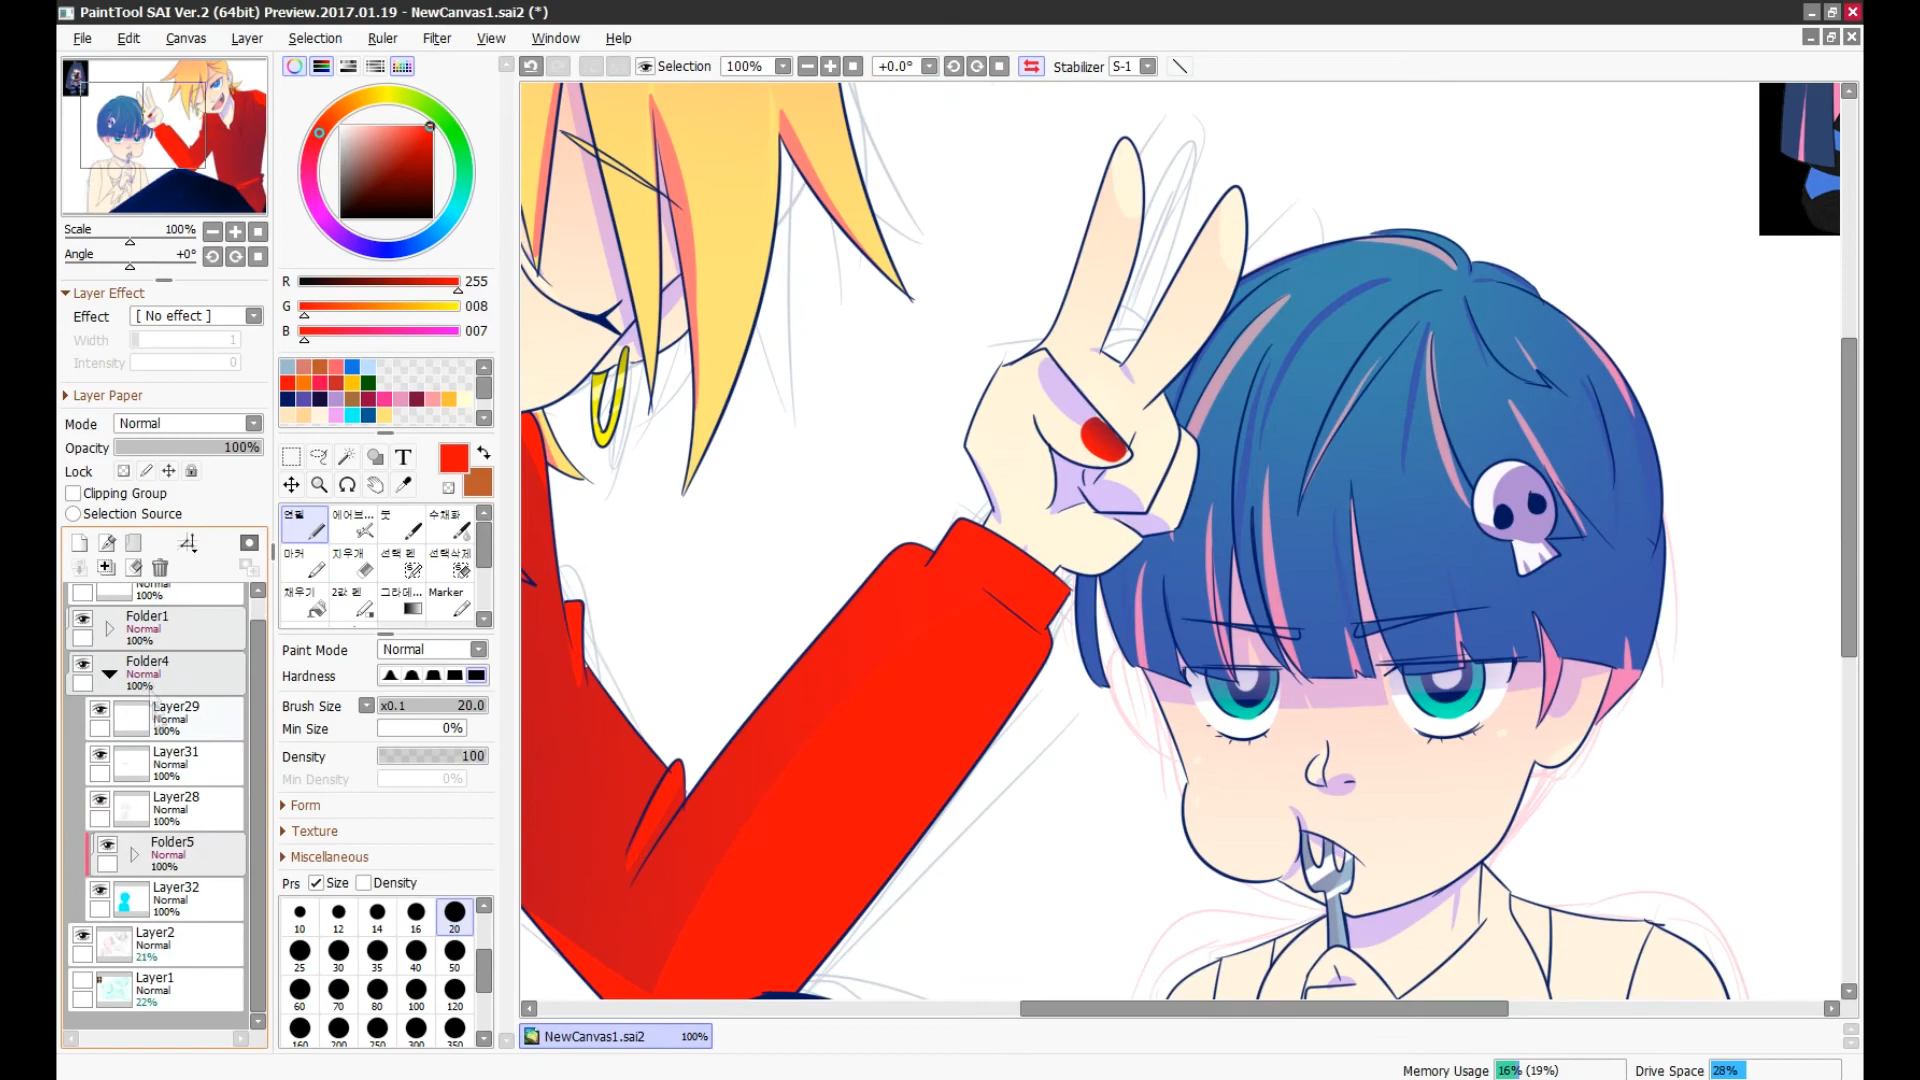 PaintTool SAI Ver.2 (64bit) Preview.2017.01.19 - NewCanvas1.sai2 (*)
File Edit Canvas Layer Selection Ruler Filter View Window Help
Selection 100% +0.0° Stabilizer S-1
Scale 100%
Angle +0°
Layer Effect
Effect [ No effect ]
Width 1
Intensity 0
Layer Paper
Mode Normal
Opacity 100%
Lock
Clipping Group
Selection Source
Normal
100%
Folder1
Normal
100%
Folder4
Normal
100%
Layer29
Normal
100%
Layer31
Normal
100%
Layer28
Normal
100%
Folder5
Normal
100%
Layer32
Normal
100%
Layer2
Normal
21%
Layer1
Normal
22%
R 255
G 008
B 007
T
연필 에어브... 붓 수채화
마커 지우개 선택 펜 선택삭제
채우기 2값 펜 그라데... Marker
Paint Mode Normal
Hardness
Brush Size x0.1 20.0
Min Size 0%
Density 100
Min Density 0%
Form
Texture
Miscellaneous
Prs Size Density
10 12 14 16 20
25 30 35 40 50
60 70 80 100 120
160 200 250 300 350
NewCanvas1.sai2 100%
Memory Usage 16% (19%) Drive Space 28%